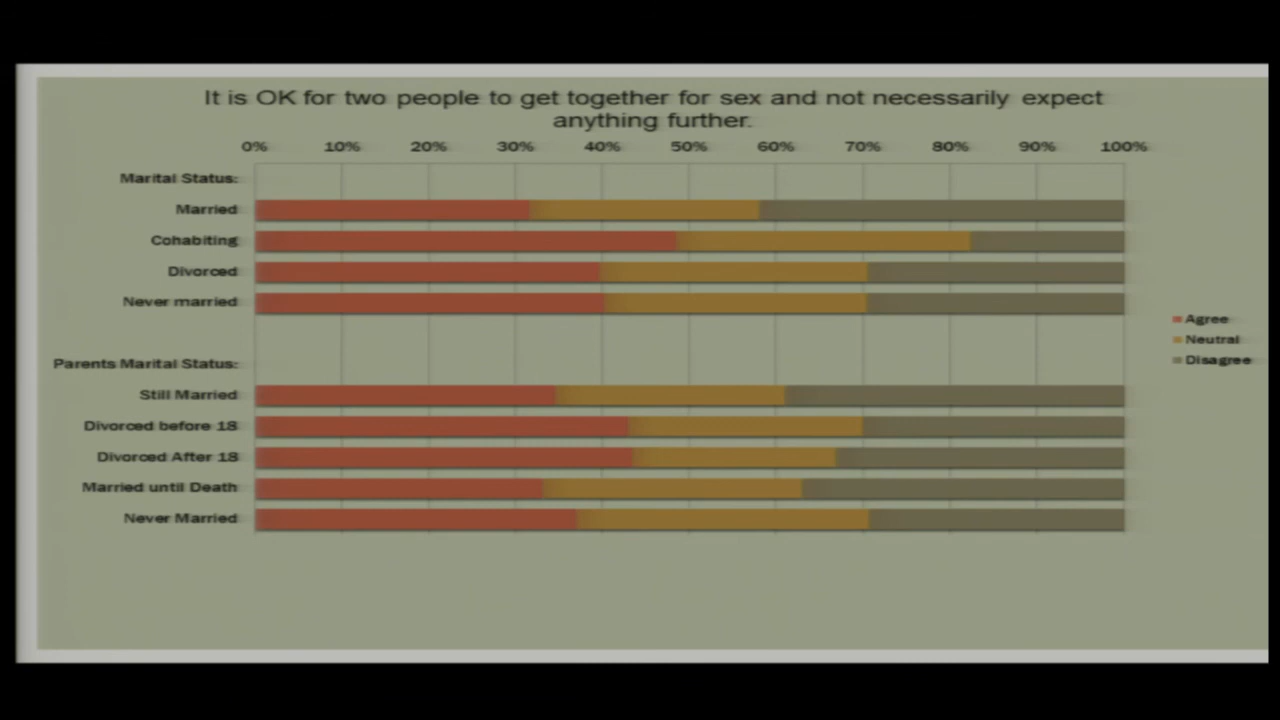 It is OK for two people to get together for sex and not necessarily expect
anything further.
0% 10% 20% 30% 40% 50% 60% 70% 80% 90% 100%
Marital Status:
Married
Cohabiting
Divorced
Never married
Parents Marital Status:
Still Married
Divorced before 18
Divorced After 18
Married until Death
Never Married
Agree
Neutral
Disagree